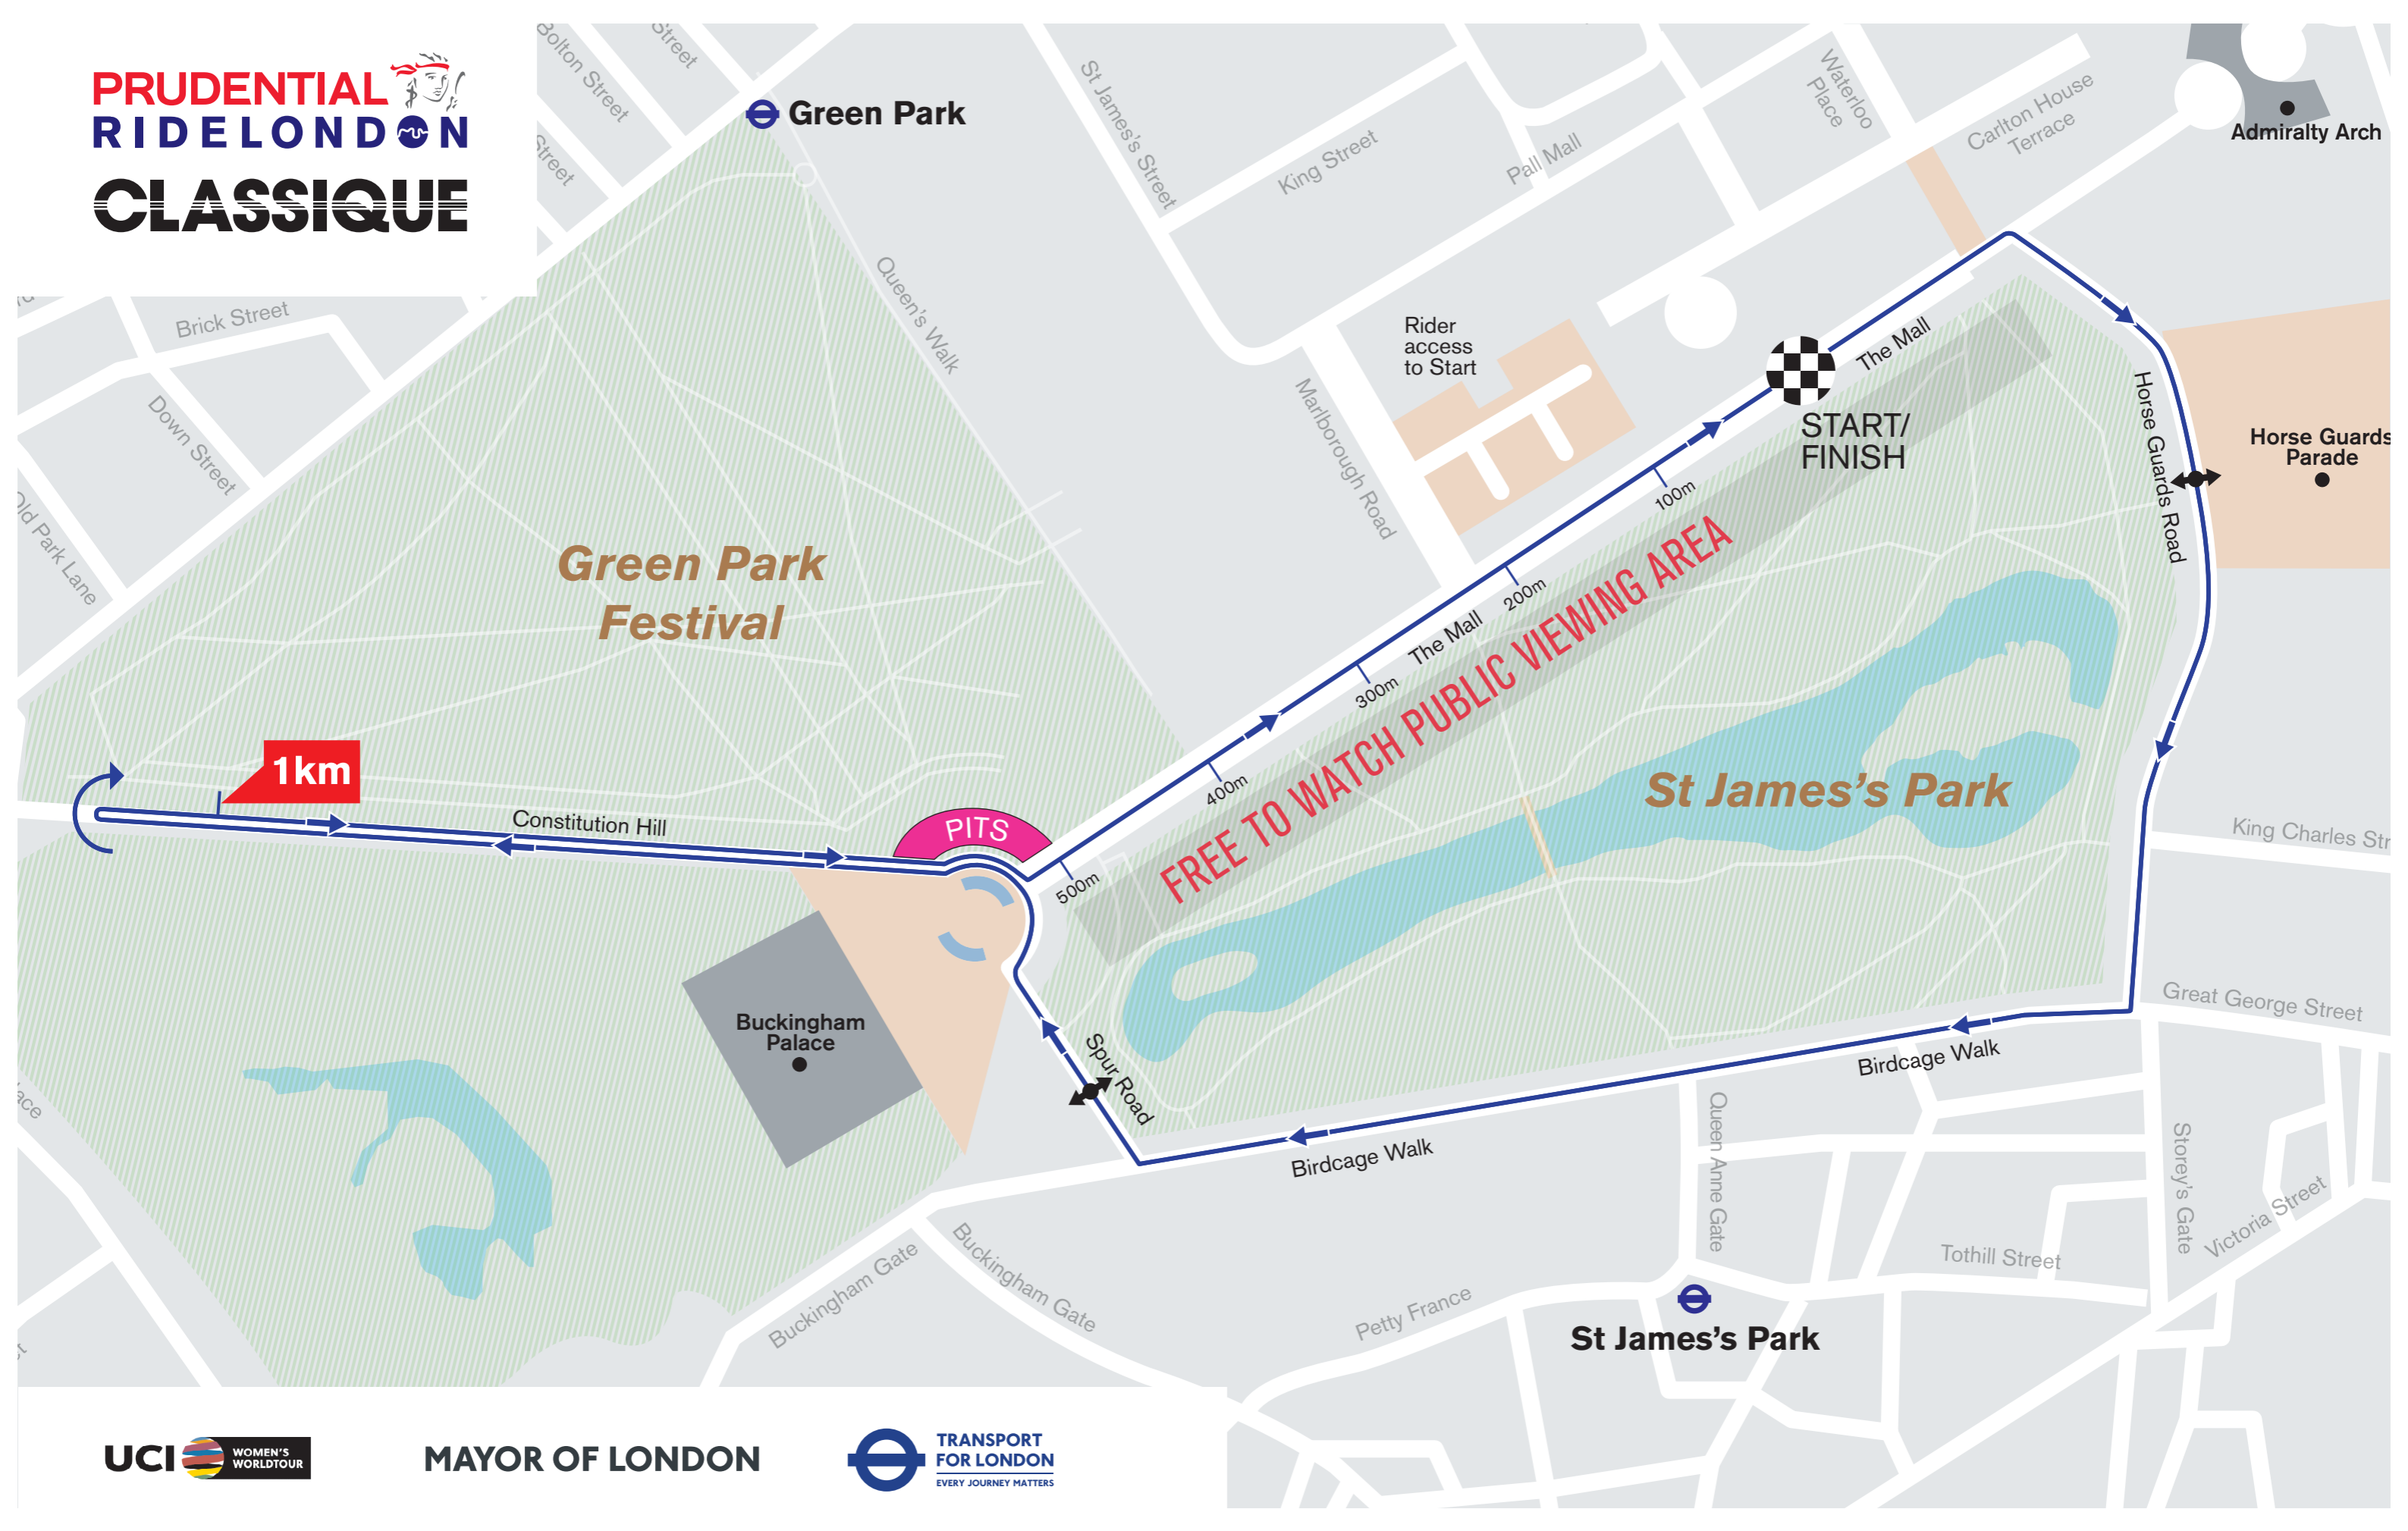 PRUDENTIAL
RIDELONDON
CLASSIQUE
Bolton Street
Street
Street
Green Park
St James's Street
King Street
Pall Mall
Waterloo
Place
Carlton House
Terrace
Admiralty Arch
Brick Street
Down Street
Old Park Lane
Queen's Walk
Rider
access
to Start
Marlborough Road
The Mall
START/
FINISH
Horse Guards Road
Horse Guards
Parade
100m
200m
The Mall
300m
400m
500m
FREE TO WATCH PUBLIC VIEWING AREA
Green Park
Festival
St James's Park
1km
Constitution Hill
PITS
King Charles Str
Great George Street
Buckingham
Palace
Spur Road
Birdcage Walk
Birdcage Walk
Queen Anne Gate
Storey's Gate
Victoria Street
Tothill Street
Buckingham Gate
Buckingham Gate
Petty France
St James's Park
UCI
WOMEN'S
WORLDTOUR
MAYOR OF LONDON
TRANSPORT
FOR LONDON
EVERY JOURNEY MATTERS